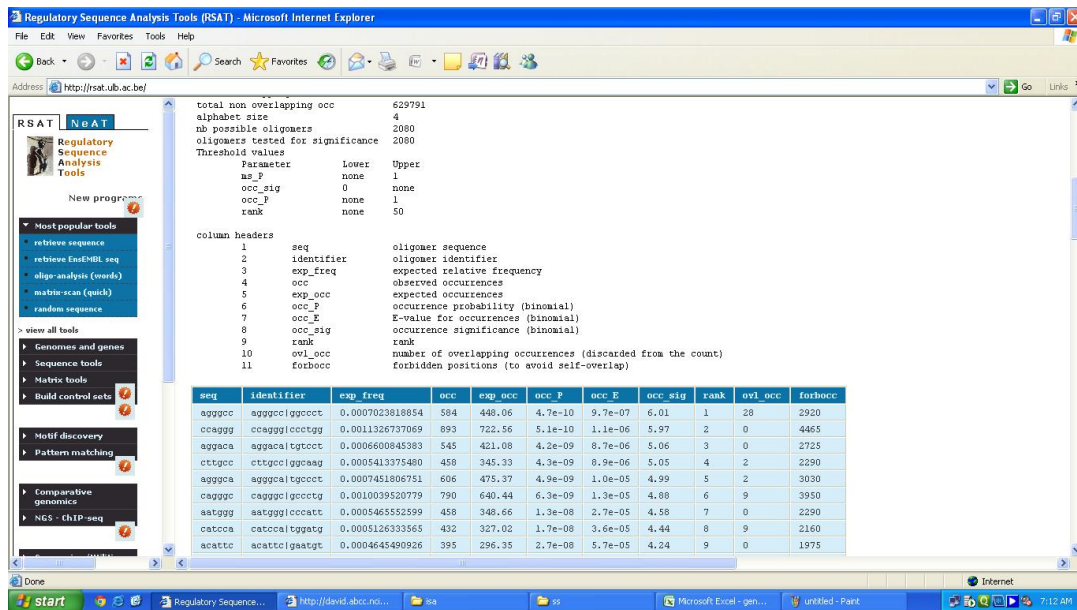 Regulatory Sequence Analysis Tools (RSAT) - Microsoft Internet Explorer
File Edit View Favorites Tools Help
Back Search Favorites
Address http://rsat.ulb.ac.be/ Go Links
RSAT NeAT
Regulatory
Sequence
Analysis
Tools
New programs
Most popular tools
retrieve sequence
retrieve EnsEMBL seq
oligo-analysis (words)
matrix-scan (quick)
random sequence
> view all tools
Genomes and genes
Sequence tools
Matrix tools
Build control sets
Motif discovery
Pattern matching
Comparative
genomics
NGS - ChIP-seq
total non overlapping occ 629791
alphabet size 4
nb possible oligomers 2080
oligomers tested for significance 2080
Threshold values
Parameter Lower Upper
ms_P none 1
occ_sig 0 none
occ_P none 1
rank none 50
column headers
1 seq oligomer sequence
2 identifier oligomer identifier
3 exp_freq expected relative frequency
4 occ observed occurrences
5 exp_occ expected occurrences
6 occ_P occurrence probability (binomial)
7 occ_E E-value for occurrences (binomial)
8 occ_sig occurrence significance (binomial)
9 rank rank
10 ovl_occ number of overlapping occurrences (discarded from the count)
11 forbocc forbidden positions (to avoid self-overlap)
seq identifier exp_freq occ exp_occ occ_P occ_E occ_sig rank ovl_occ forbocc
agggcc agggcc|ggccct 0.0007023818854 584 448.06 4.7e-10 9.7e-07 6.01 1 28 2920
ccaggg ccaggg|ccctgg 0.0011326737069 893 722.56 5.1e-10 1.1e-06 5.97 2 0 4465
aggaca aggaca|tgtcct 0.0006600845383 545 421.08 4.2e-09 8.7e-06 5.06 3 0 2725
cttgcc cttgcc|ggcaag 0.0005413375480 458 345.33 4.3e-09 8.9e-06 5.05 4 2 2290
agggca agggca|tgccct 0.0007451806751 606 475.37 4.9e-09 1.0e-05 4.99 5 2 3030
cagggc cagggc|gccctg 0.0010039520779 790 640.44 6.3e-09 1.3e-05 4.88 6 9 3950
aatggg aatggg|cccatt 0.0005465552599 458 348.66 1.3e-08 2.7e-05 4.58 7 0 2290
catcca catcca|tggatg 0.0005126333565 432 327.02 1.7e-08 3.6e-05 4.44 8 9 2160
acattc acattc|gaatgt 0.0004645490926 395 296.35 2.7e-08 5.7e-05 4.24 9 0 1975
Done Internet
start Regulatory Sequence... http://david.abcc.nci... isa ss Microsoft Excel - gen... untitled - Paint 7:12 AM